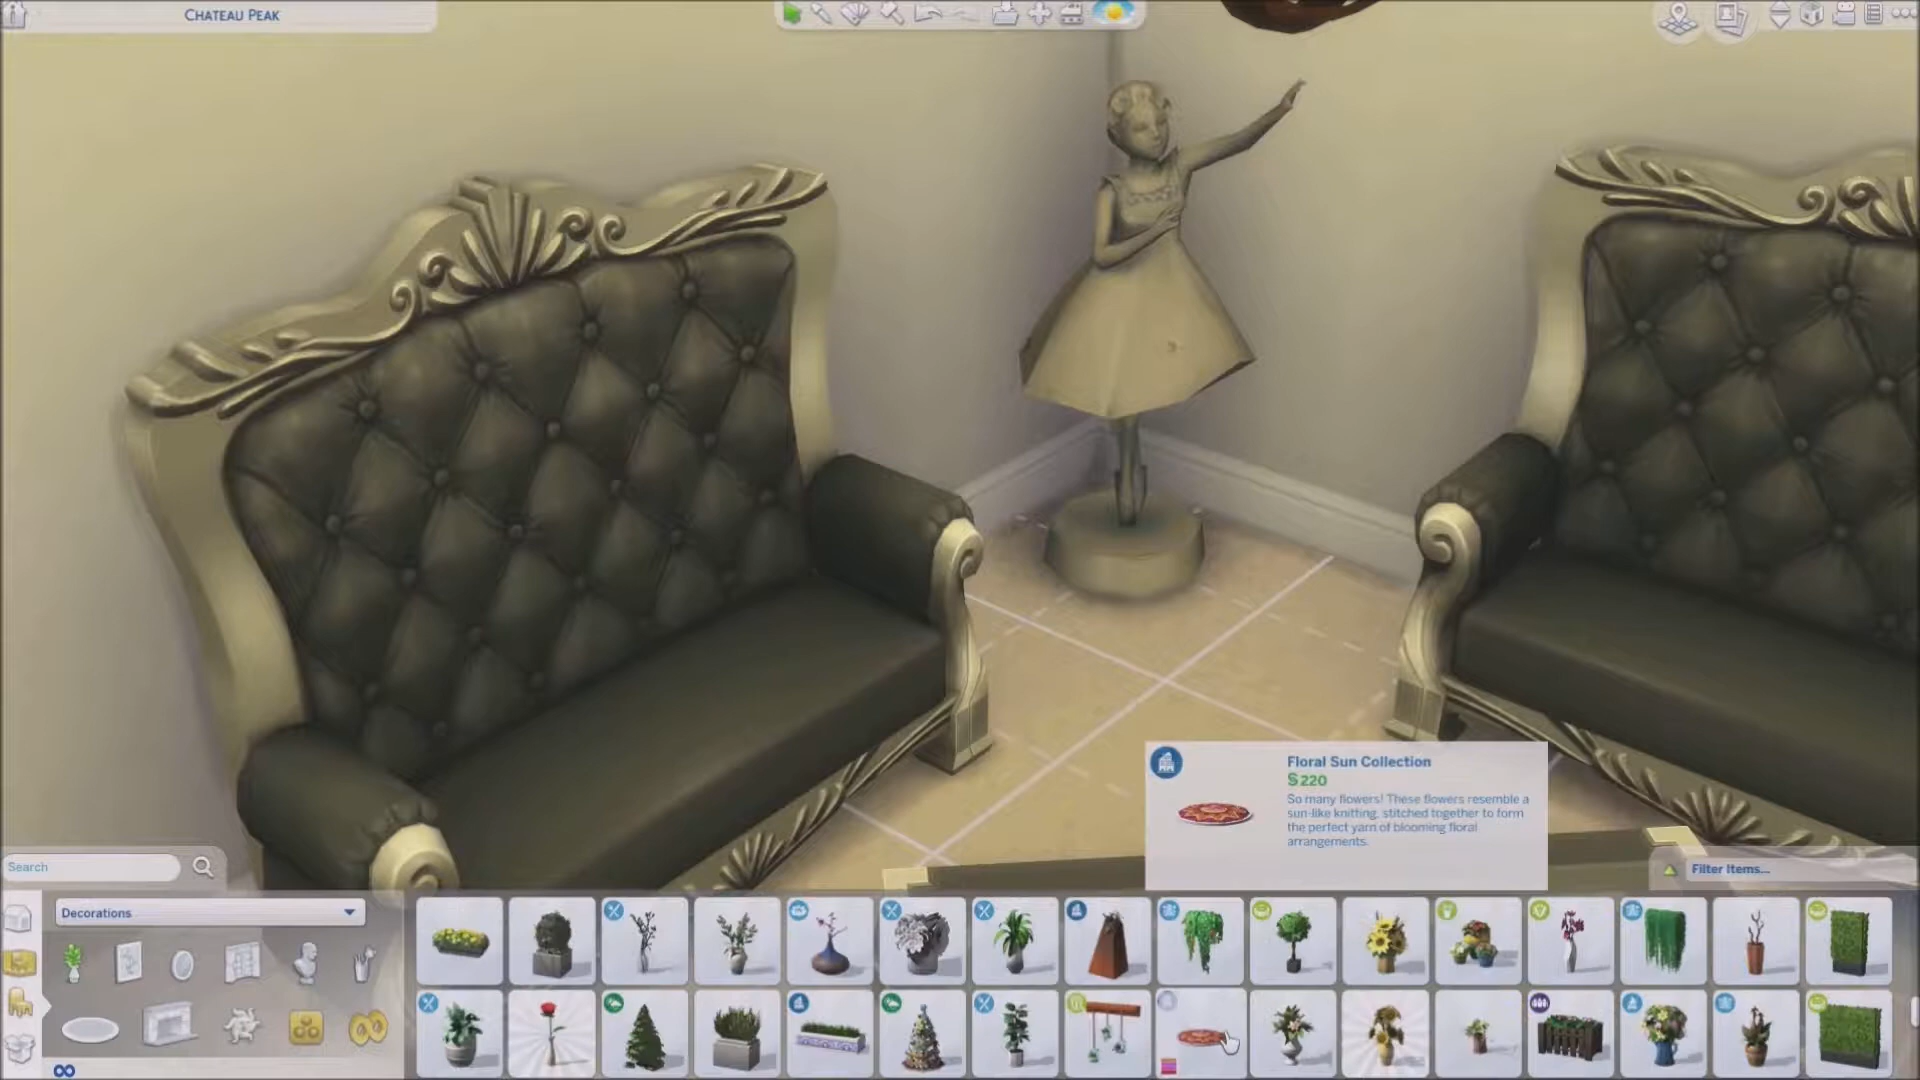 CHATEAU PEAK
Floral Sun Collection
§220
So many flowers! These flowers resemble a
sun-like knitting, stitched together to form
the perfect yarn of blooming floral
arrangements.
Search
Filter Items...
Decorations